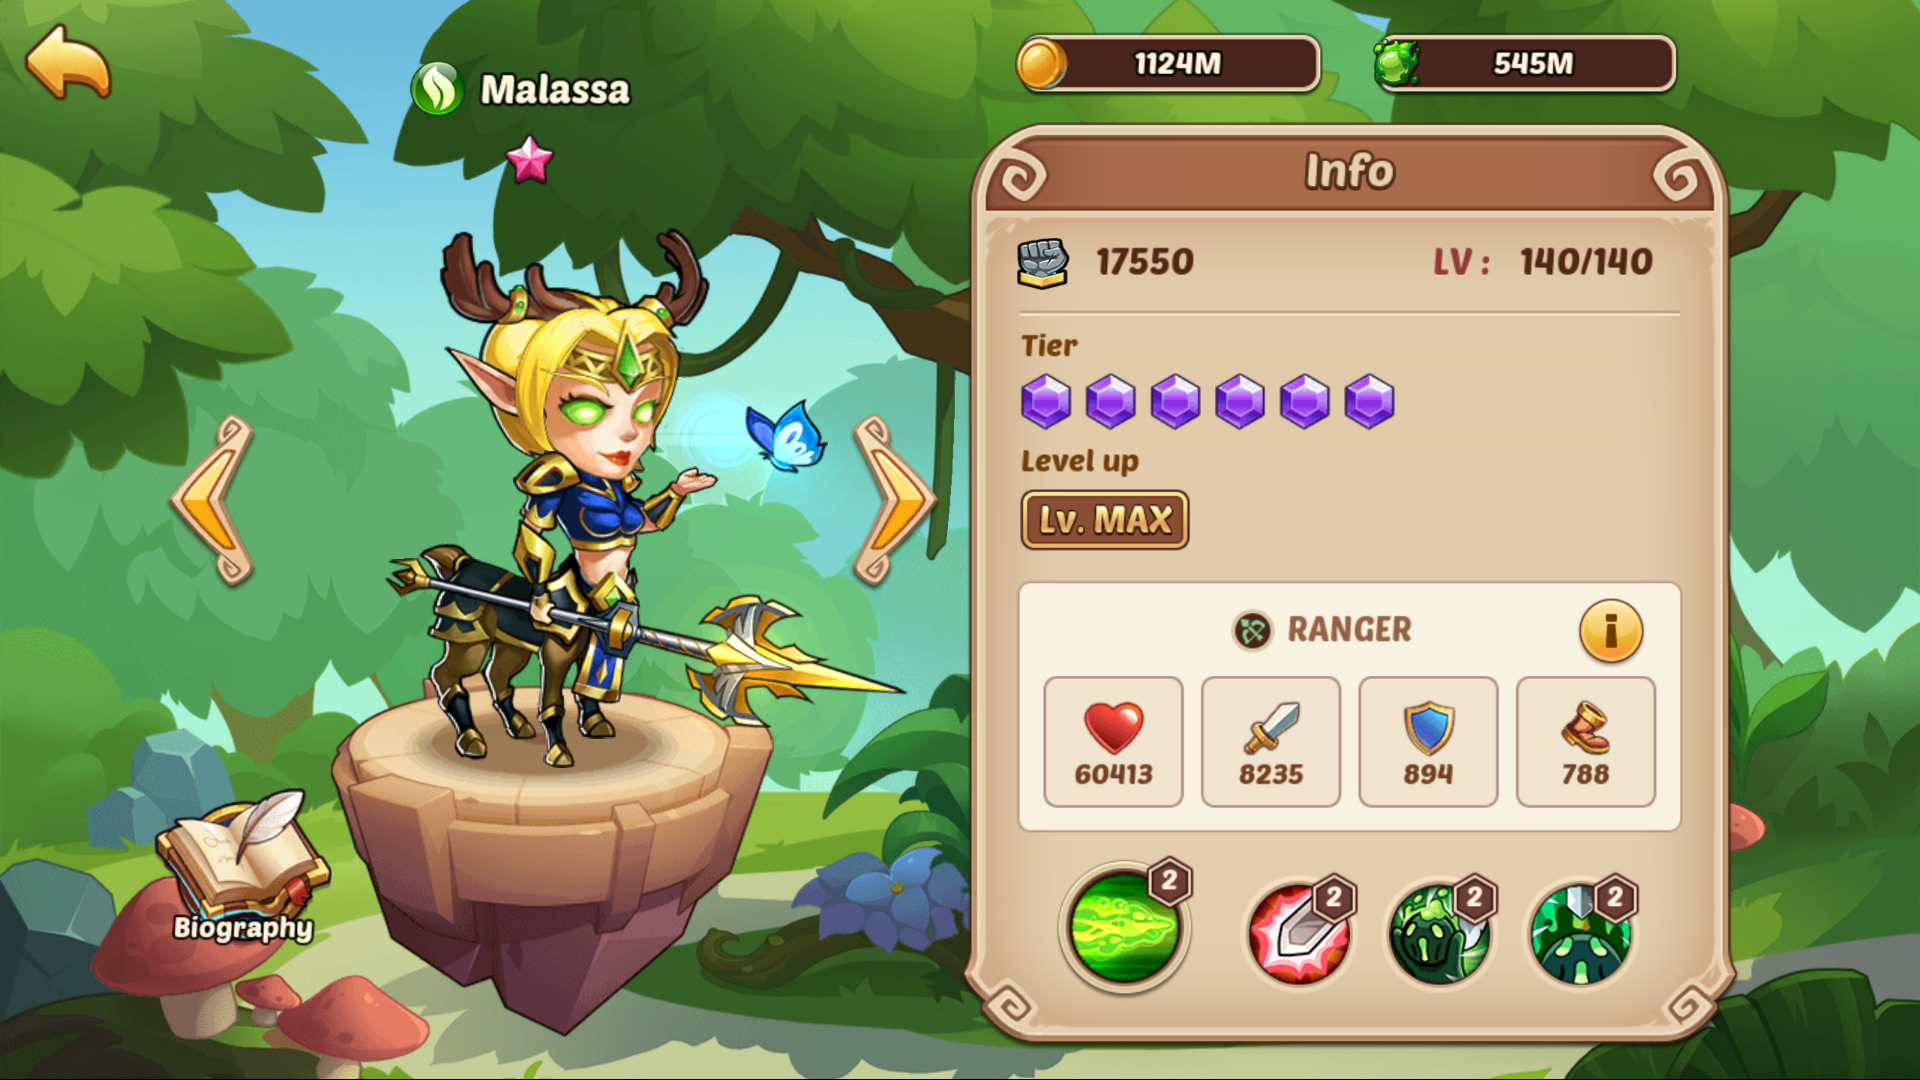 Malassa
1124M
545M
Info
17550
LV : 140/140
Tier
Level up
Lv. MAX
RANGER
60413
8235
894
788
2
2
2
2
Biography